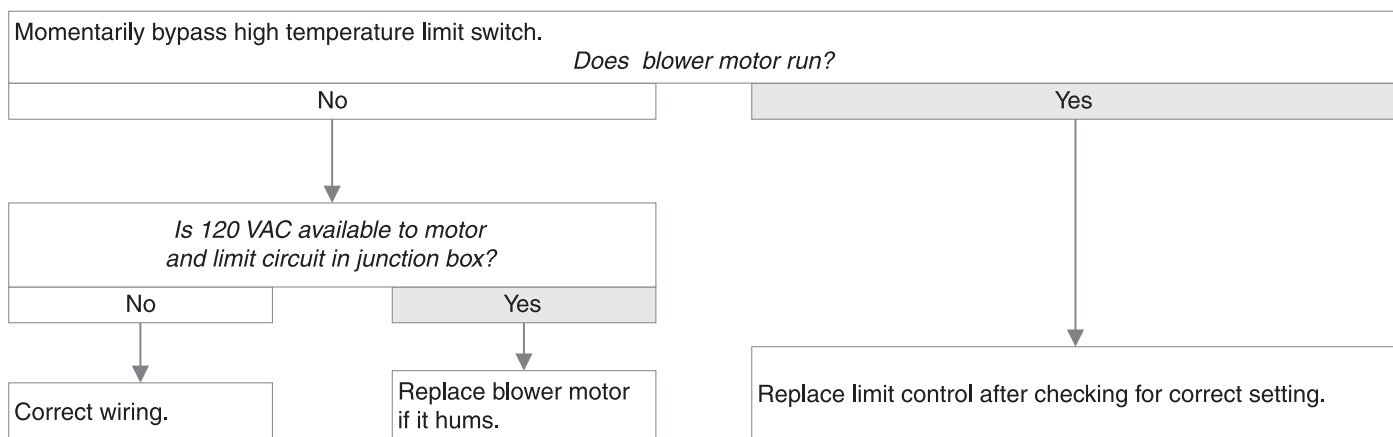 Momentarily bypass high temperature limit switch.
Does blower motor run?
No
Yes
Is 120 VAC available to motor
and limit circuit in junction box?
No
Yes
Correct wiring.
Replace blower motor
if it hums.
Replace limit control after checking for correct setting.